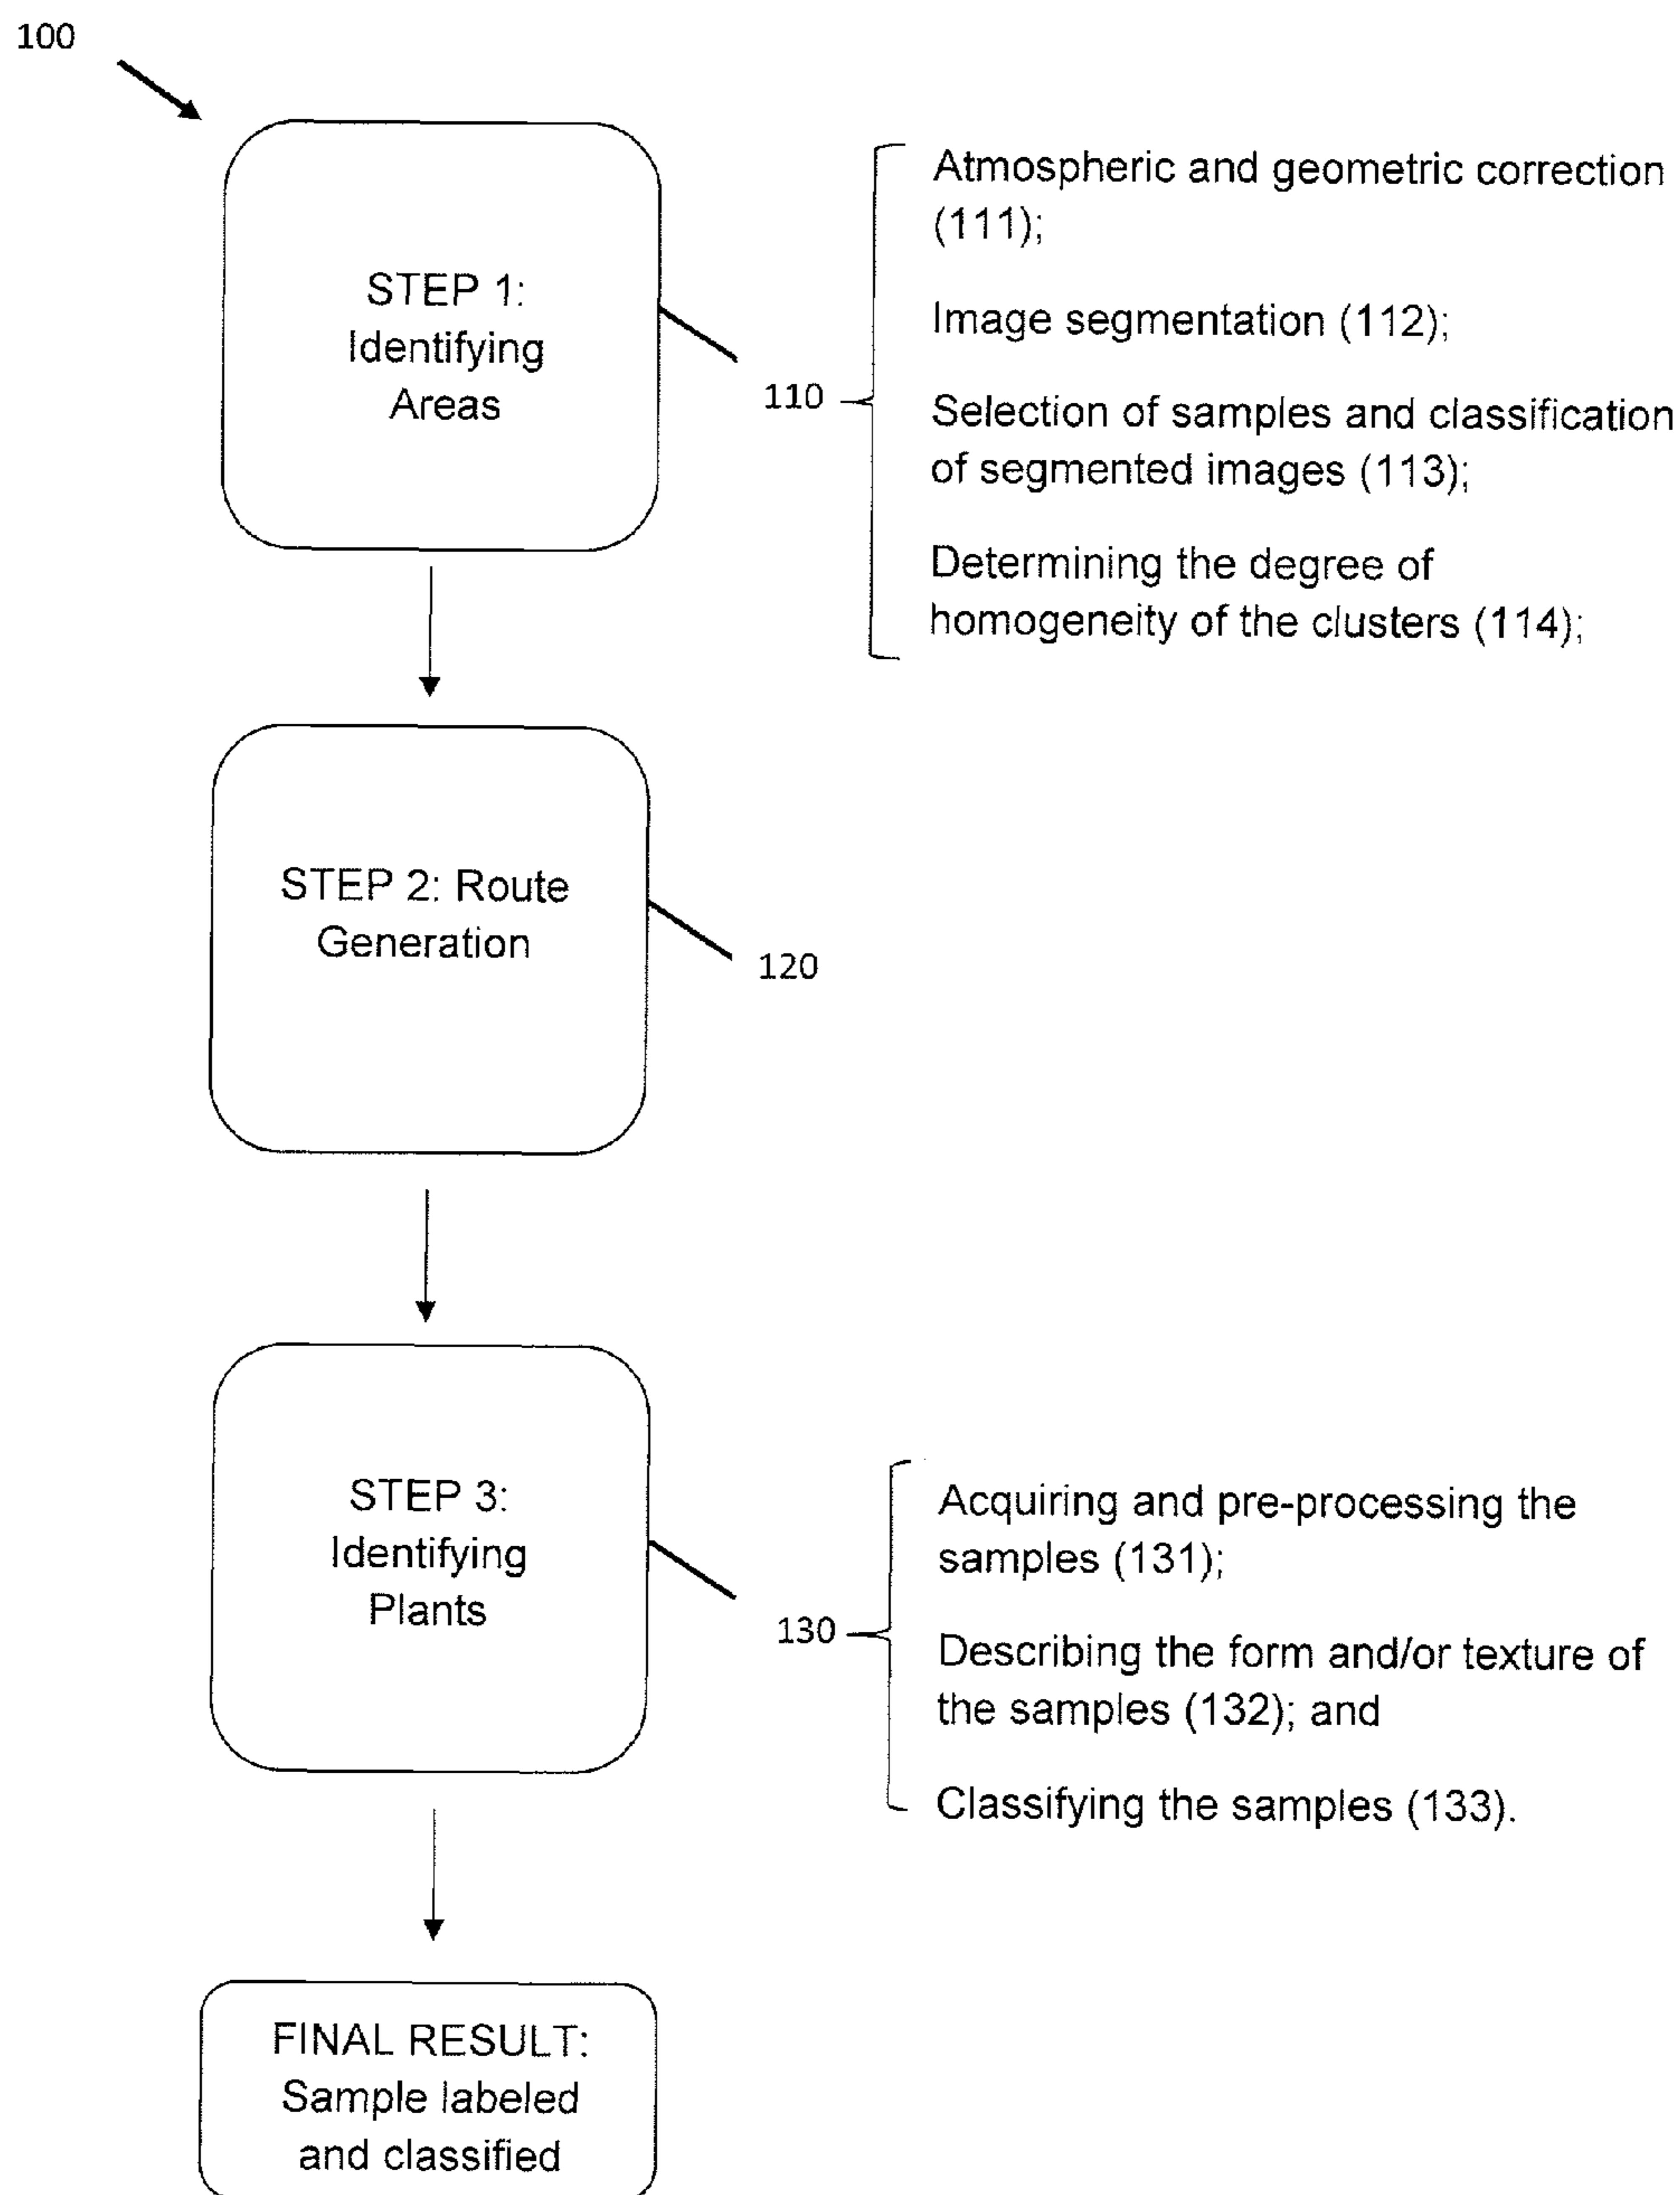 100
STEP 1:
Identifying
Areas
110
Atmospheric and geometric correction
(111);
Image segmentation (112);
Selection of samples and classification
of segmented images (113);
Determining the degree of
homogeneity of the clusters (114);
STEP 2: Route
Generation
120
STEP 3:
Identifying
Plants
130
Acquiring and pre-processing the
samples (131);
Describing the form and/or texture of
the samples (132); and
Classifying the samples (133).
FINAL RESULT:
Sample labeled
and classified